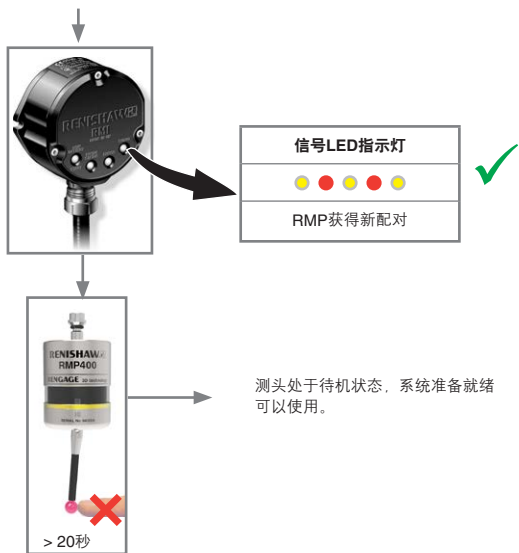 RENISHAW
RMI
信号LED指示灯
RMP获得新配对
RENISHAW
RMP400
RENGAGE
测头处于待机状态，系统准备就绪
可以使用。
> 20秒